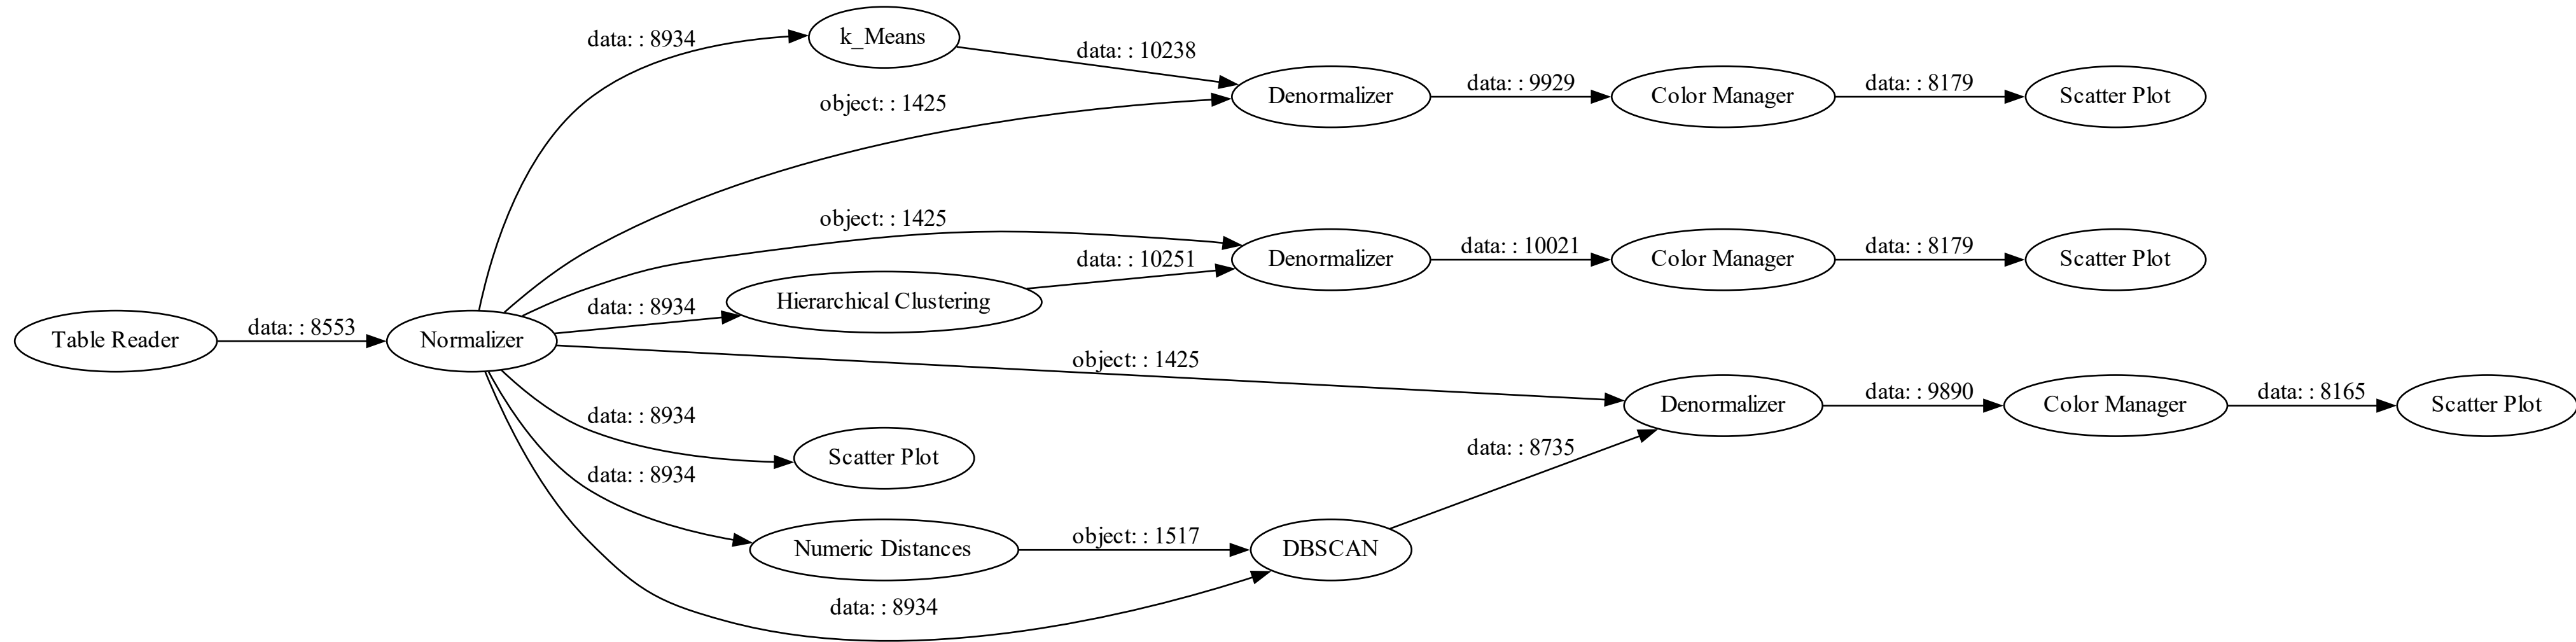 data: : 8934
k_Means
data: : 10238
object: : 1425
Denormalizer
data: : 9929
Color Manager
data: : 8179
Scatter Plot
object: : 1425
data: : 10251
Denormalizer
data: : 10021
Color Manager
data: : 8179
Scatter Plot
Table Reader
data: : 8553
Normalizer
data: : 8934
Hierarchical Clustering
object: : 1425
Denormalizer
data: : 9890
Color Manager
data: : 8165
Scatter Plot
data: : 8934
Scatter Plot
data: : 8735
data: : 8934
Numeric Distances
object: : 1517
DBSCAN
data: : 8934